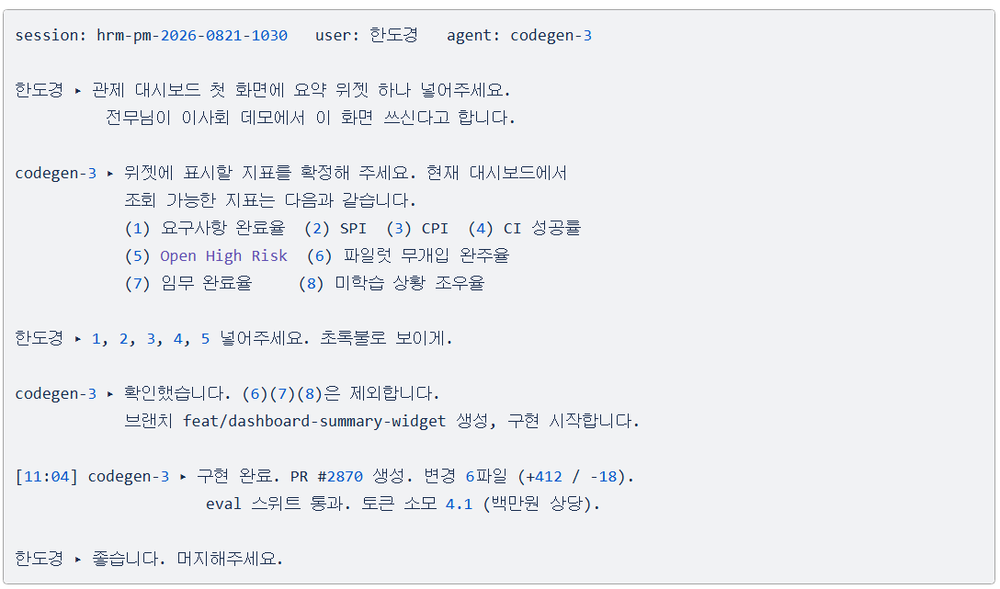 session: hrm-pm-2026-0821-1030 user: 한도경 agent: codegen-3
한도경 ▸ 관제 대시보드 첫 화면에 요약 위젯 하나 넣어주세요.
전무님이 이사회 데모에서 이 화면 쓰신다고 합니다.
codegen-3 ▸ 위젯에 표시할 지표를 확정해 주세요. 현재 대시보드에서
조회 가능한 지표는 다음과 같습니다.
(1) 요구사항 완료율 (2) SPI (3) CPI (4) CI 성공률
(5) Open High Risk (6) 파일럿 무개입 완주율
(7) 임무 완료율 (8) 미학습 상황 조우율
한도경 ▸ 1, 2, 3, 4, 5 넣어주세요. 초록불로 보이게.
codegen-3 ▸ 확인했습니다. (6)(7)(8)은 제외합니다.
브랜치 feat/dashboard-summary-widget 생성, 구현 시작합니다.
[11:04] codegen-3 ▸ 구현 완료. PR #2870 생성. 변경 6파일 (+412 / -18).
eval 스위트 통과. 토큰 소모 4.1 (백만원 상당).
한도경 ▸ 좋습니다. 머지해주세요.